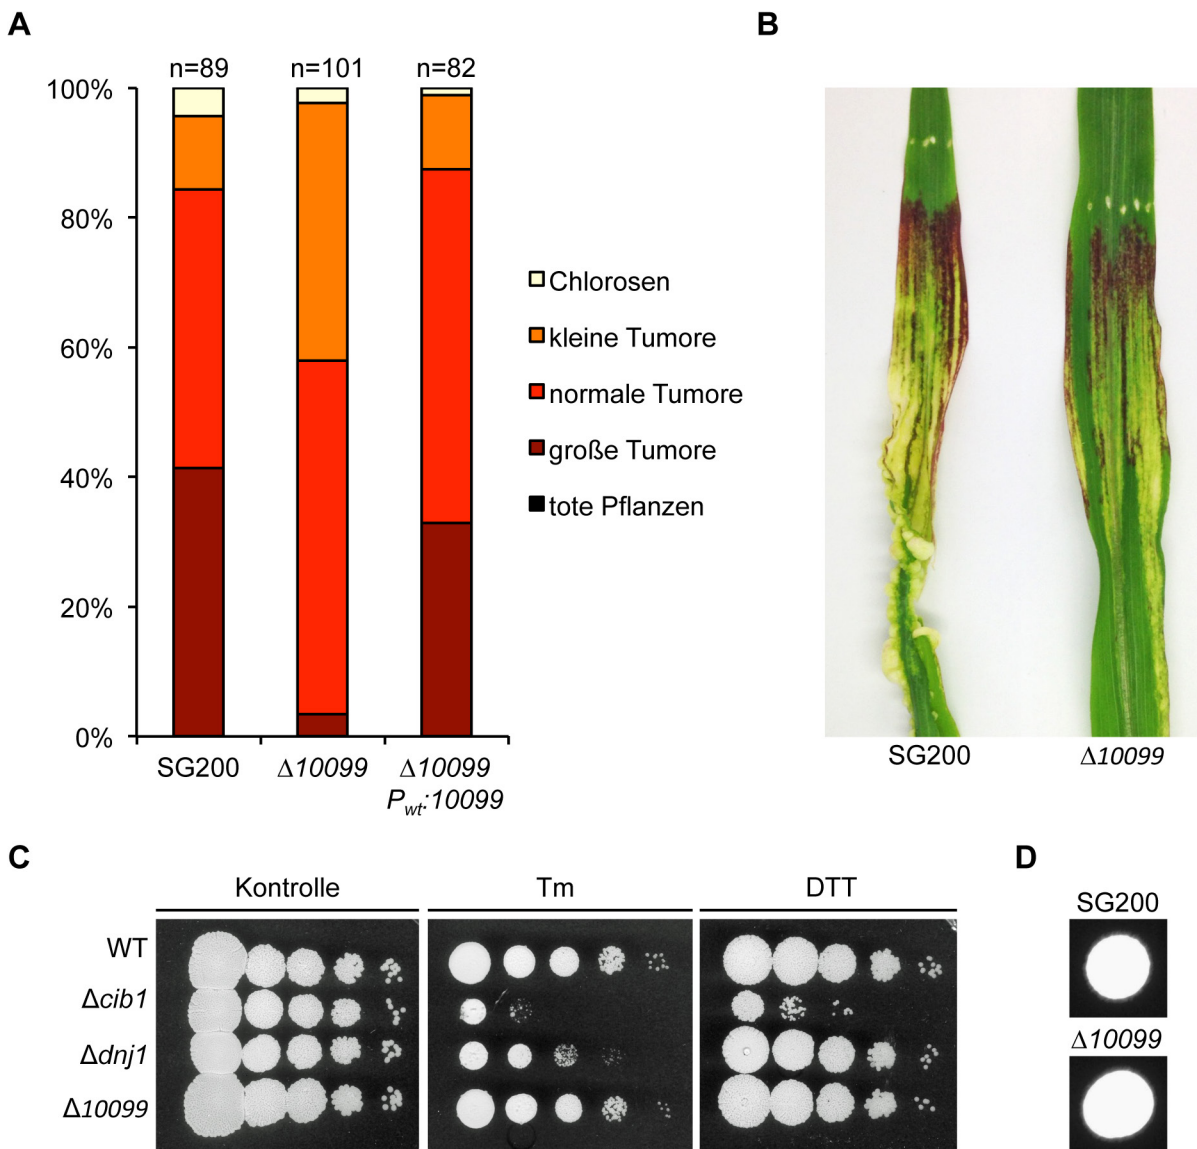 A
B
n=89
n=101
n=82
100%
80%
60%
40%
20%
0%
Chlorosen
kleine Tumore
normale Tumore
große Tumore
tote Pflanzen
SG200
Δ10099
Δ10099
Pwt:10099
SG200
Δ10099
C
D
Kontrolle
Tm
DTT
WT
Δcib1
Δdnj1
Δ10099
SG200
Δ10099